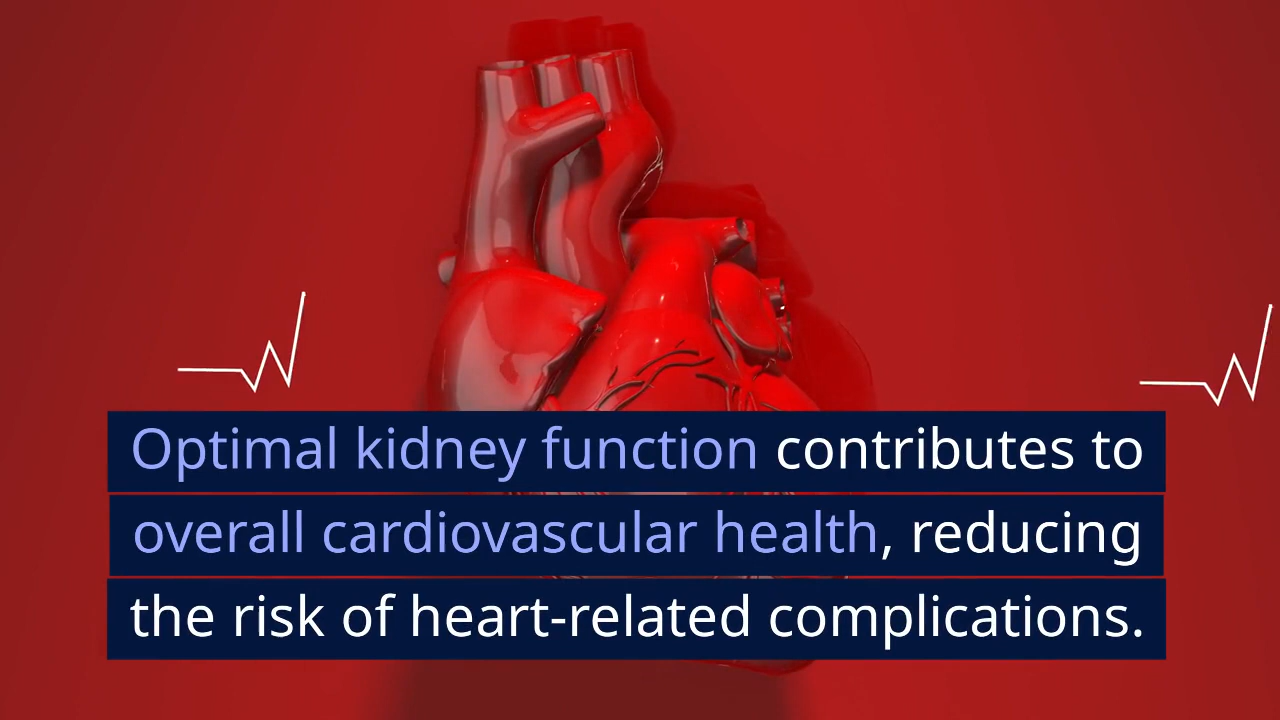 Optimal kidney function contributes to
overall cardiovascular health, reducing
the risk of heart-related complications.